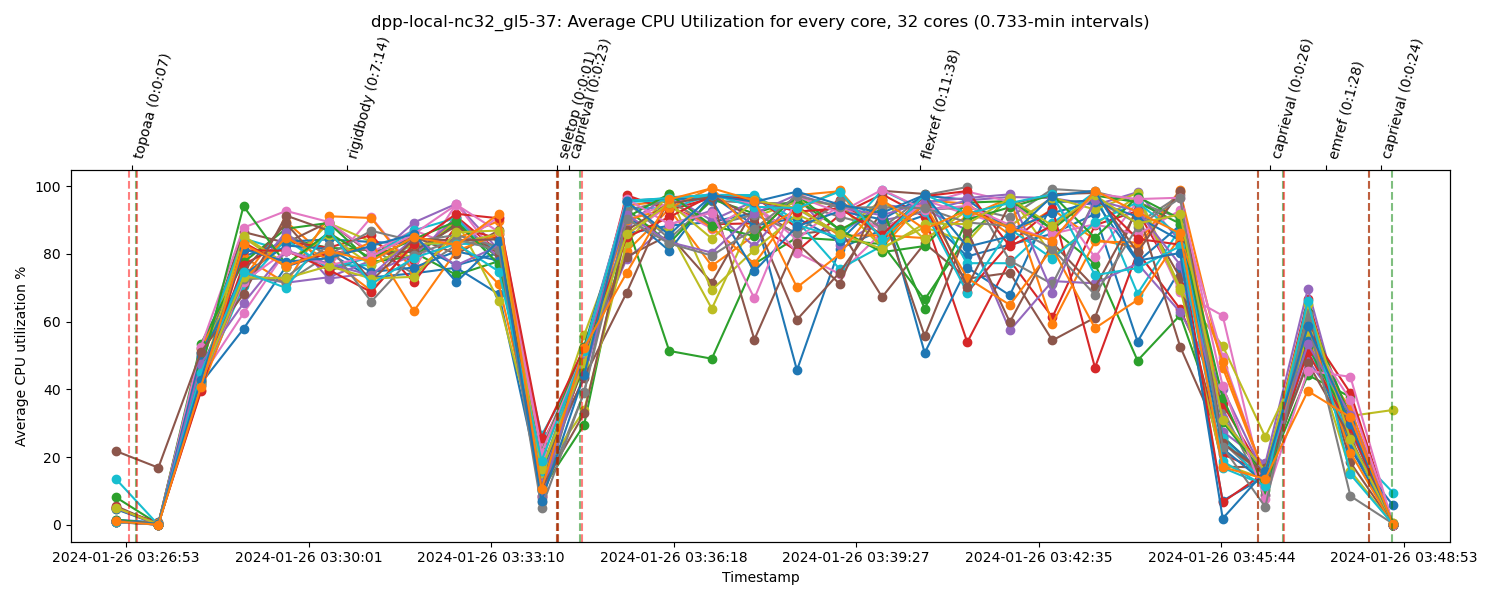 dpp-local-nc32_gl5-37: Average CPU Utilization for every core, 32 cores (0.733-min intervals)
topoaa (0:0:07)
rigidbody (0:7:14)
seletop (0:0:01)
caprieval (0:0:23)
flexref (0:11:38)
caprieval (0:0:26)
emref (0:1:28)
caprieval (0:0:24)
Average CPU utilization %
100
80
60
40
20
0
2024-01-26 03:26:53 2024-01-26 03:30:01 2024-01-26 03:33:10 2024-01-26 03:36:18 2024-01-26 03:39:27 2024-01-26 03:42:35 2024-01-26 03:45:44 2024-01-26 03:48:53
Timestamp